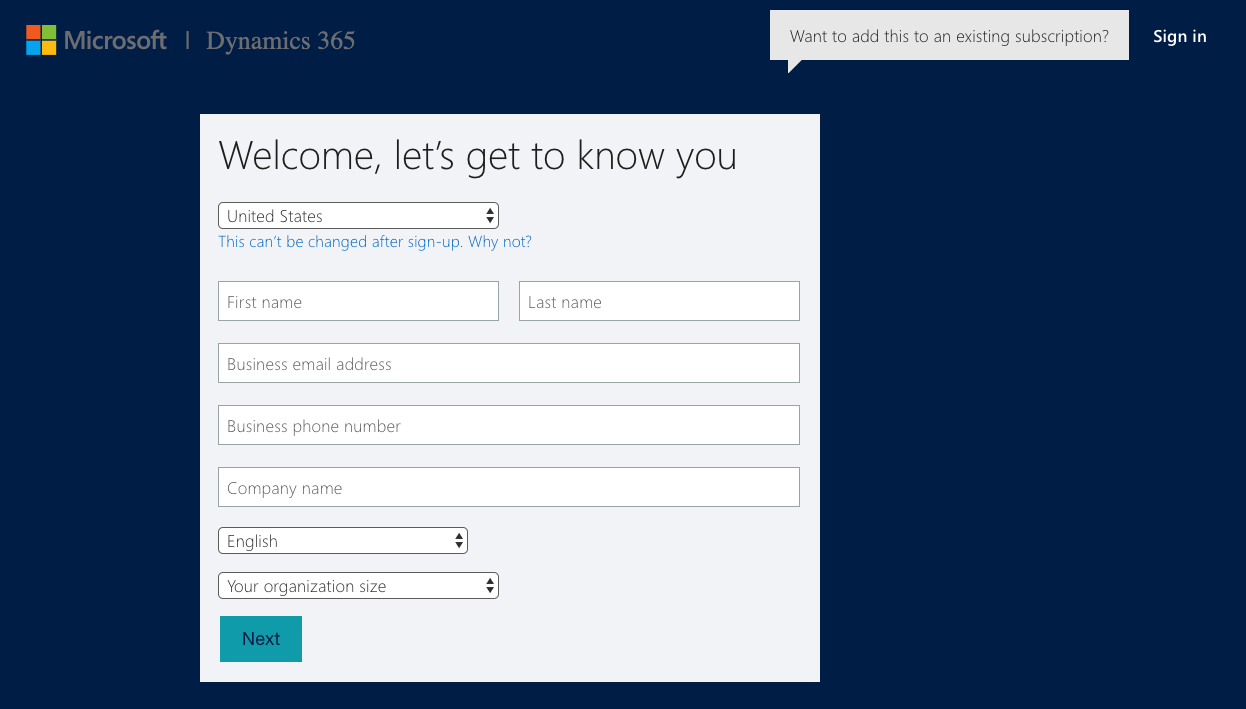 Microsoft | Dynamics 365
Want to add this to an existing subscription?
Sign in
Welcome, let's get to know you
United States
This can't be changed after sign-up. Why not?
First name
Last name
Business email address
Business phone number
Company name
English
Your organization size
Next